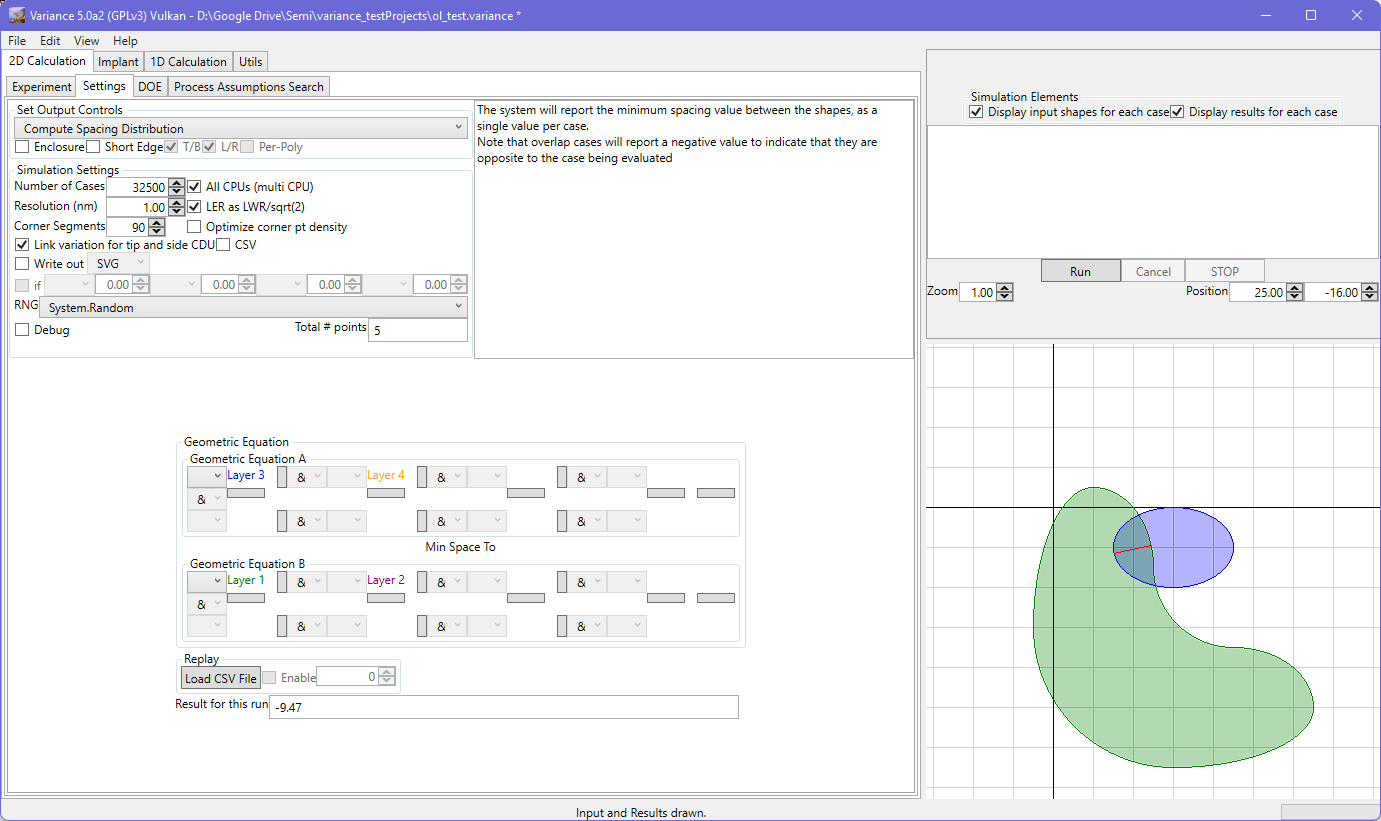 Variance 5.0a2 (GPLv3) Vulkan - D:\Google Drive\Semi\variance_testProjects\ol_test.variance *
File Edit View Help
2D Calculation Implant 1D Calculation Utils
Experiment Settings DOE Process Assumptions Search
Set Output Controls
Compute Spacing Distribution
Enclosure Short Edge T/B L/R Per-Poly
Simulation Settings
Number of Cases 32500 All CPUs (multi CPU)
Resolution (nm) 1.00 LER as LWR/sqrt(2)
Corner Segments 90 Optimize corner pt density
Link variation for tip and side CDU CSV
Write out SVG
if 0.00 0.00 0.00 0.00
RNG System.Random
Debug Total # points 5
The system will report the minimum spacing value between the shapes, as a
single value per case.
Note that overlap cases will report a negative value to indicate that they are
opposite to the case being evaluated
Geometric Equation
Geometric Equation A
Layer 3 & Layer 4 & &
&
& & &
Min Space To
Geometric Equation B
Layer 1 & Layer 2 & &
&
& & &
Replay
Load CSV File Enable 0
Result for this run -9.47
Simulation Elements
Display input shapes for each case Display results for each case
Run Cancel STOP
Zoom 1.00 Position 25.00 -16.00
Input and Results drawn.